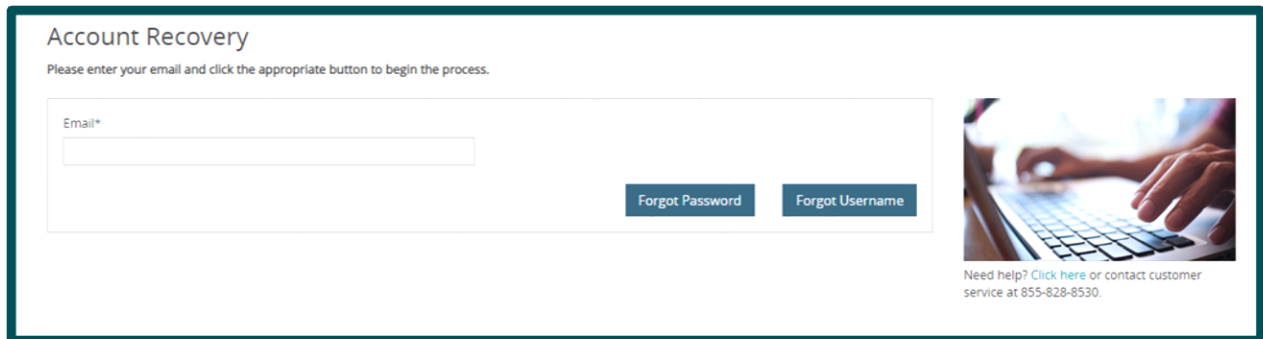 Account Recovery
Please enter your email and click the appropriate button to begin the process.
Email*
Forgot Password
Forgot Username
Need help? Click here or contact customer
service at 855-828-8530.